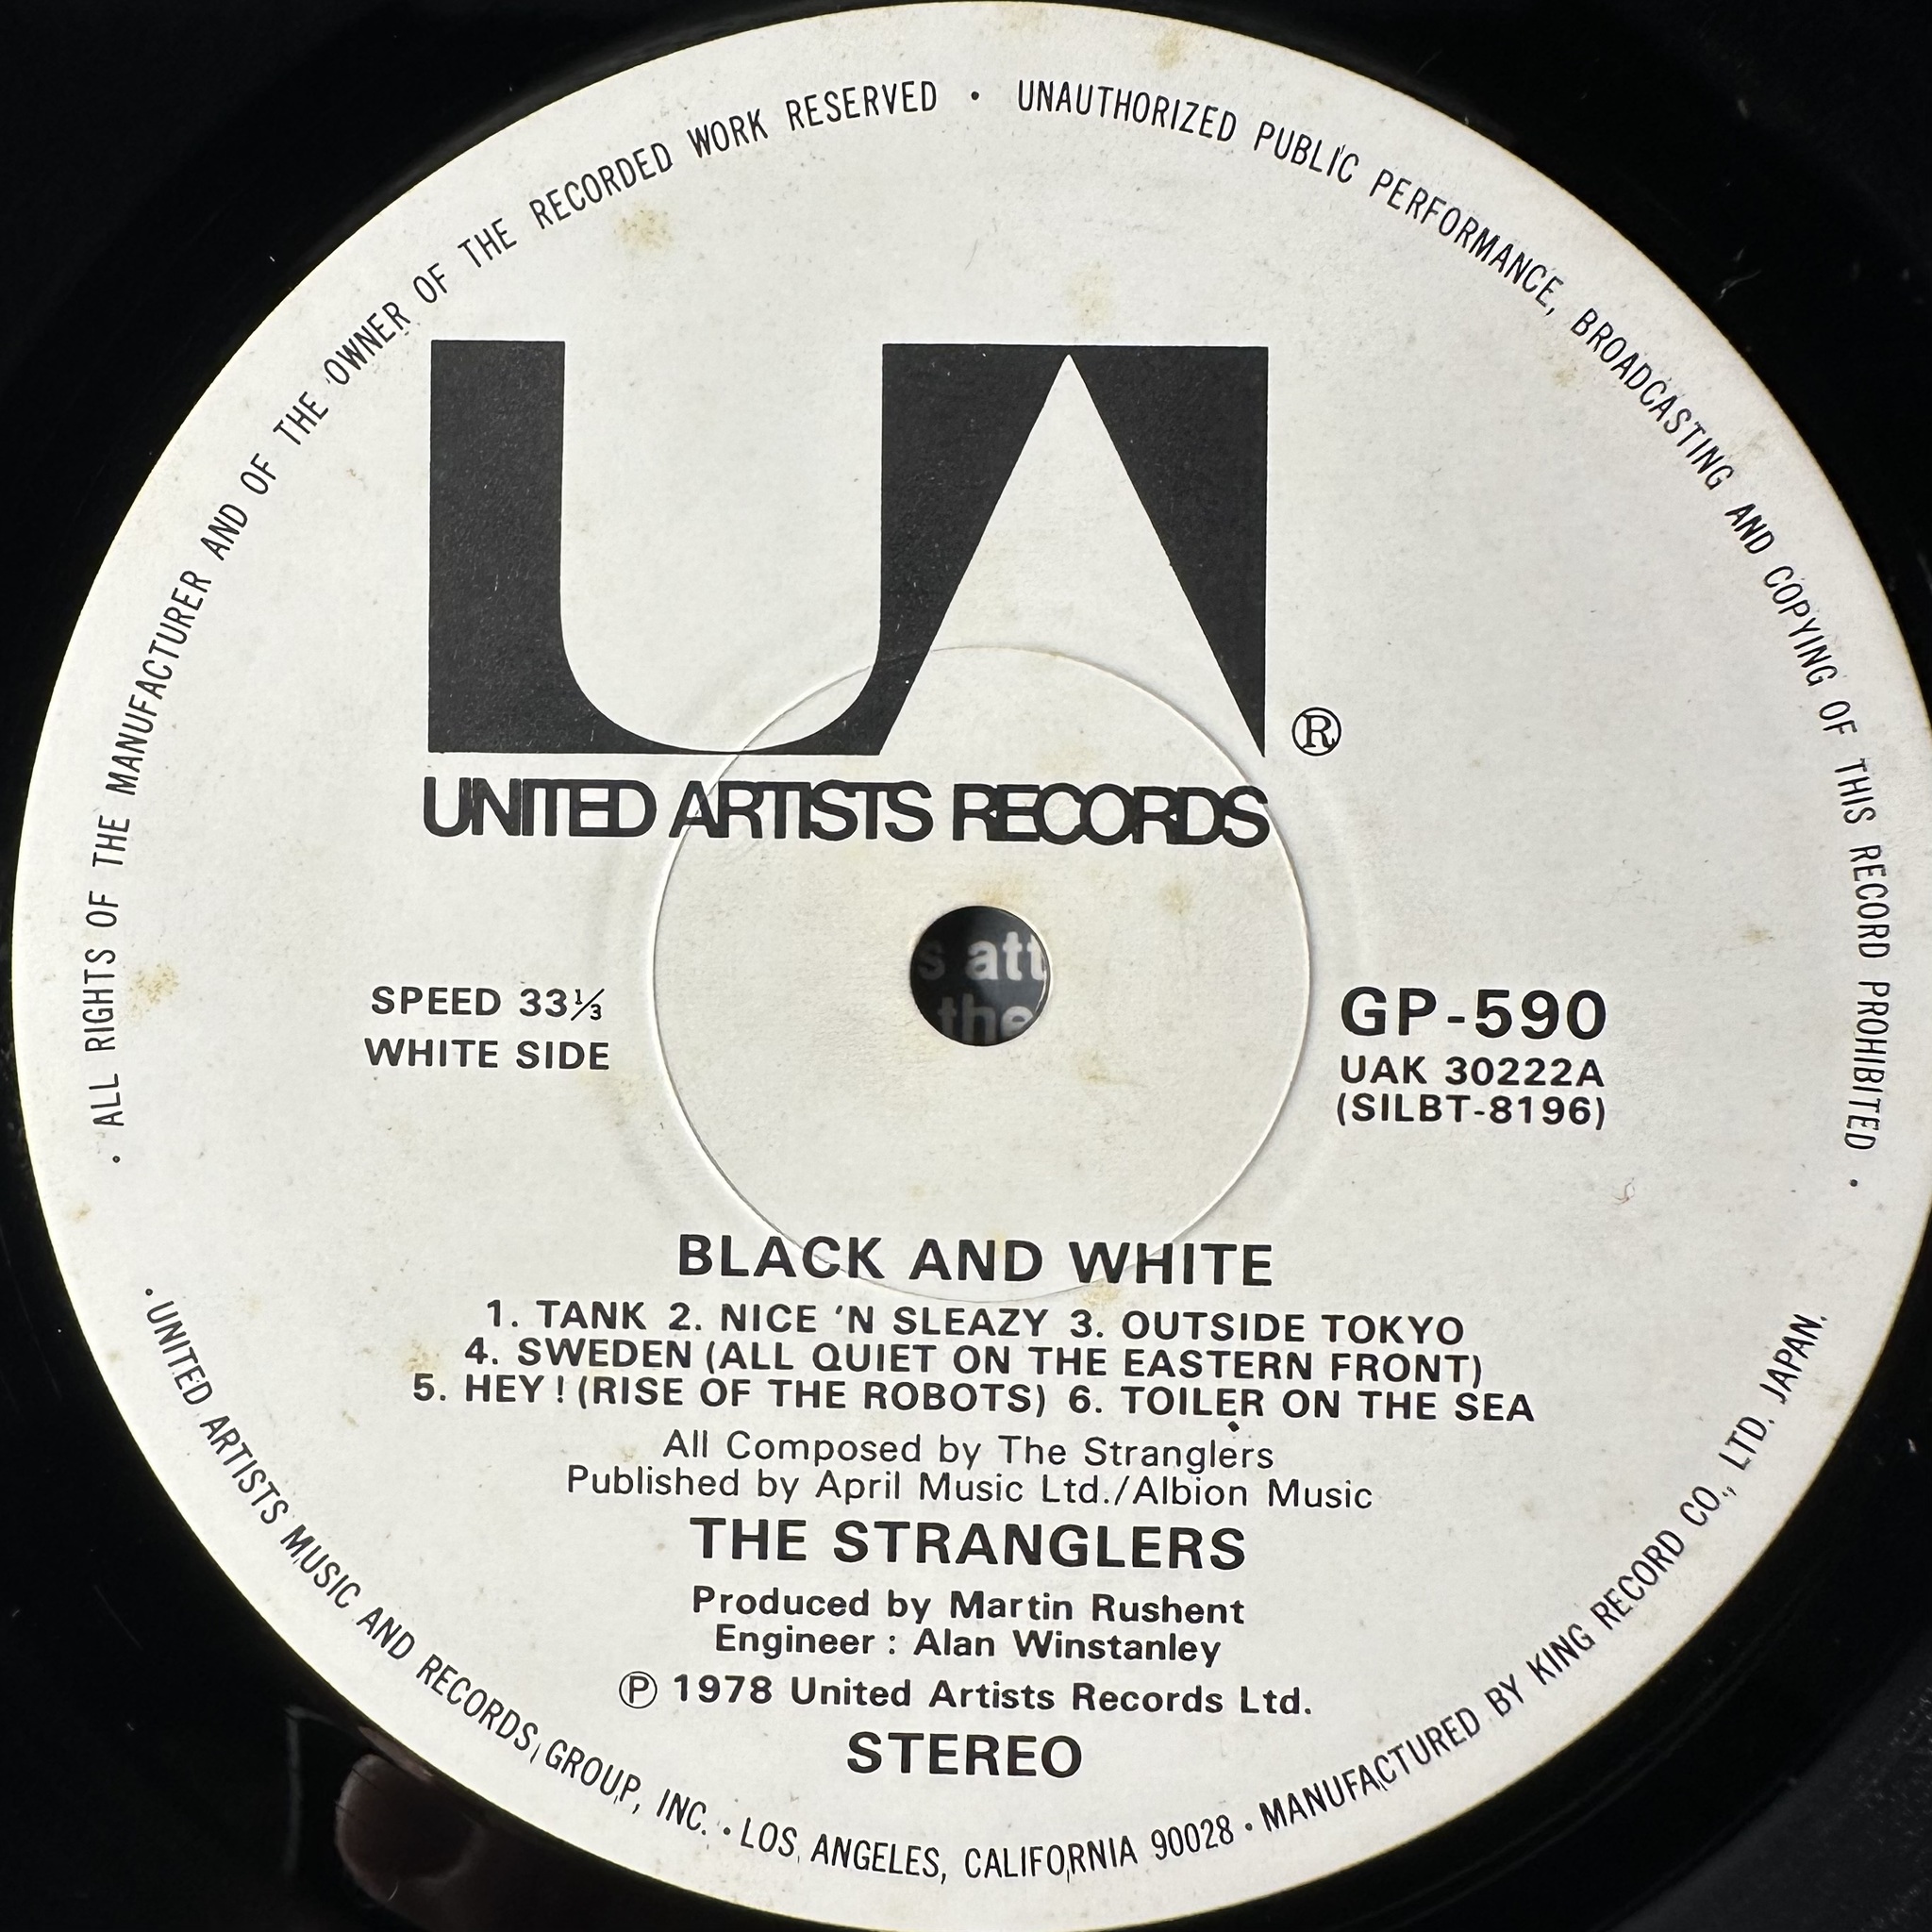 • ALL RIGHTS OF THE MANUFACTURER AND OF THE OWNER OF THE RECORDED WORK RESERVED • UNAUTHORIZED PUBLIC PERFORMANCE, BROADCASTING AND COPYING OF THIS RECORD PROHIBITED •
UA ®
UNITED ARTISTS RECORDS
s att
the
SPEED 33⅓
WHITE SIDE
GP-590
UAK 30222A
(SILBT-8196)
BLACK AND WHITE
1. TANK 2. NICE 'N SLEAZY 3. OUTSIDE TOKYO
4. SWEDEN (ALL QUIET ON THE EASTERN FRONT)
5. HEY! (RISE OF THE ROBOTS) 6. TOILER ON THE SEA
All Composed by The Stranglers
Published by April Music Ltd./Albion Music
THE STRANGLERS
Produced by Martin Rushent
Engineer : Alan Winstanley
℗ 1978 United Artists Records Ltd.
STEREO
• UNITED ARTISTS MUSIC AND RECORDS GROUP, INC. • LOS ANGELES, CALIFORNIA 90028 • MANUFACTURED BY KING RECORD CO., LTD. JAPAN.